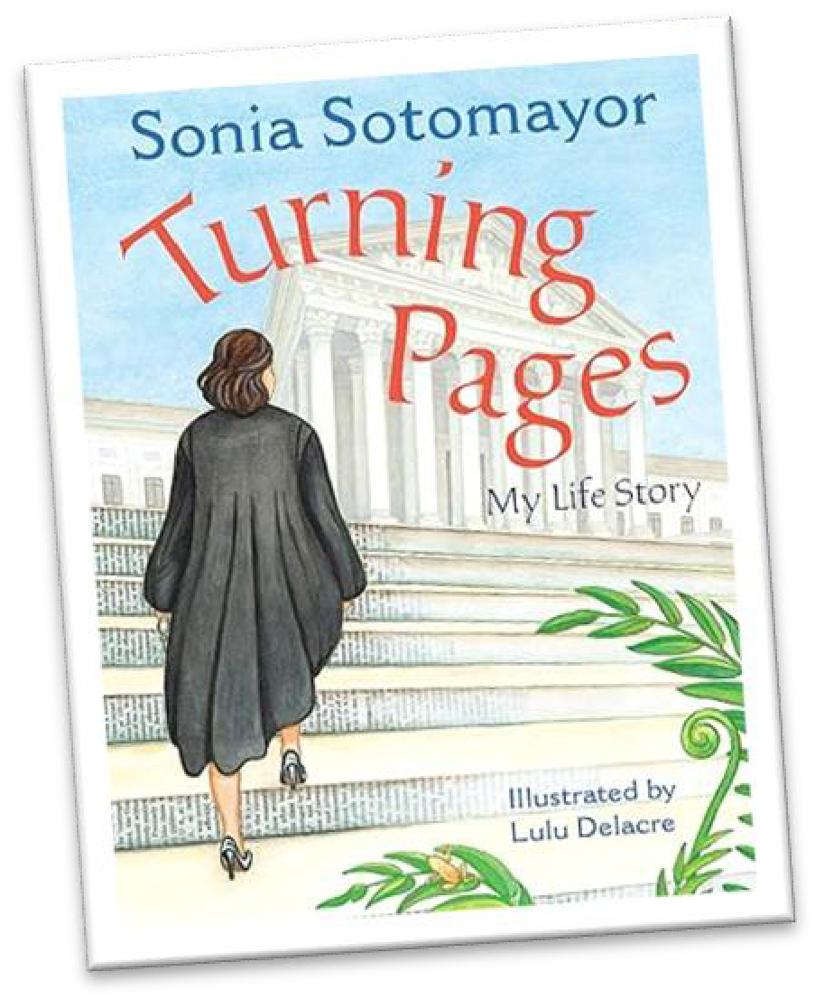 Sonia Sotomayor
Turning
Pages
My Life Story
Illustrated by
Lulu Delacre